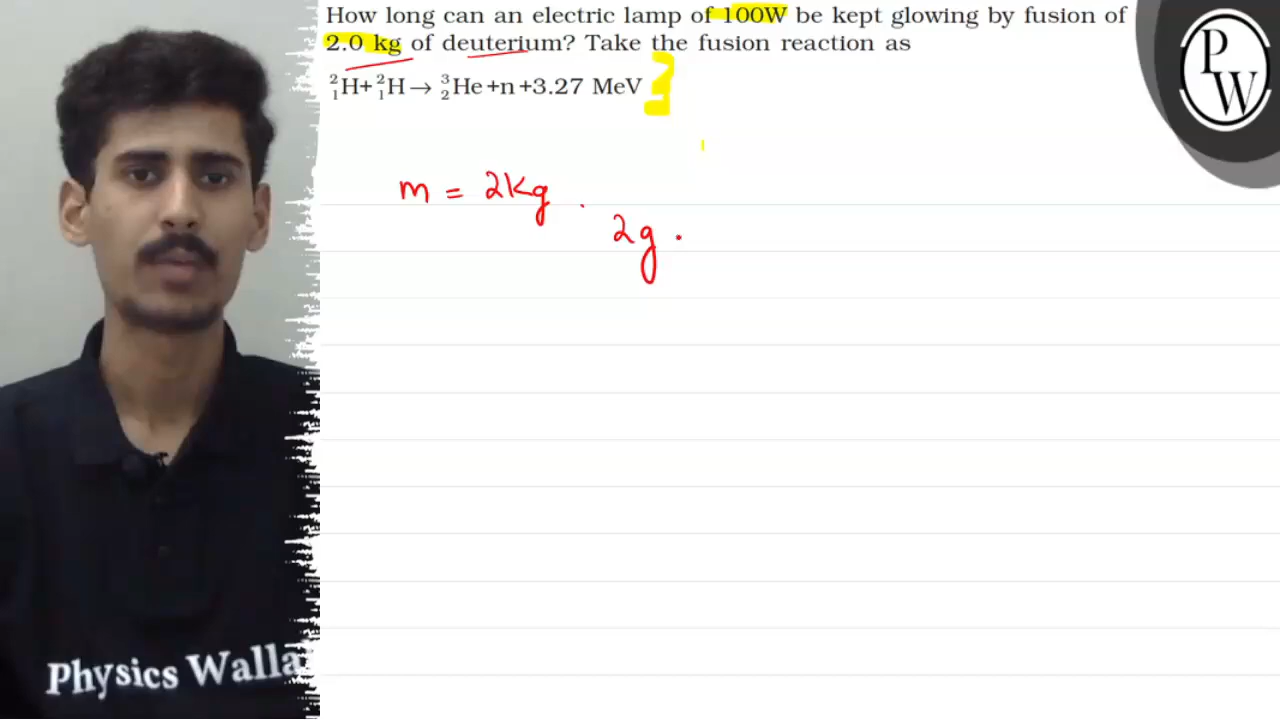 How long can an electric lamp of 100W be kept glowing by fusion of
2.0 kg of deuterium? Take the fusion reaction as
²₁H+²₁H→³₂He+n+3.27 MeV
P
W
m = 2kg
2g
Physics Walla